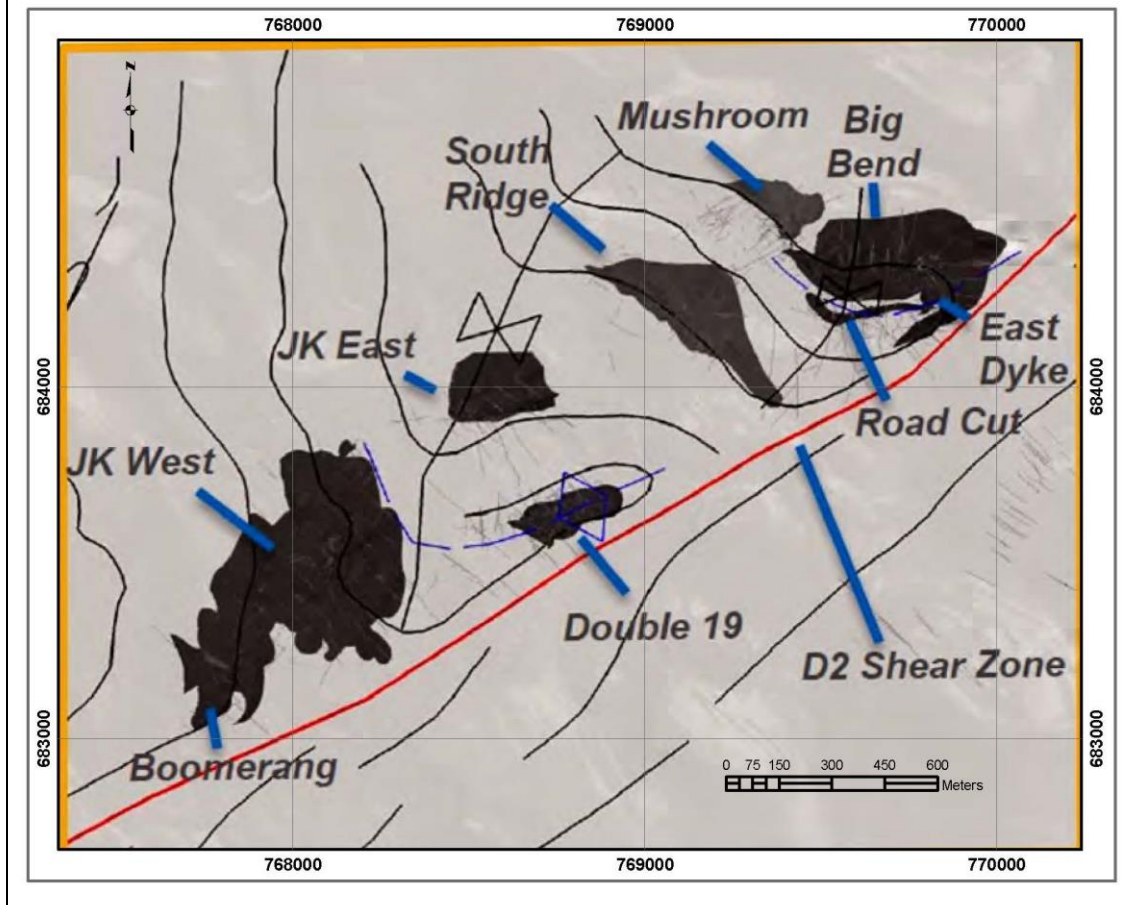 768000 769000 770000
N
Mushroom
Big
Bend
South
Ridge
JK East
East
Dyke
684000
684000
Road Cut
JK West
Double 19
D2 Shear Zone
683000
683000
Boomerang
0 75 150 300 450 600
Meters
768000 769000 770000